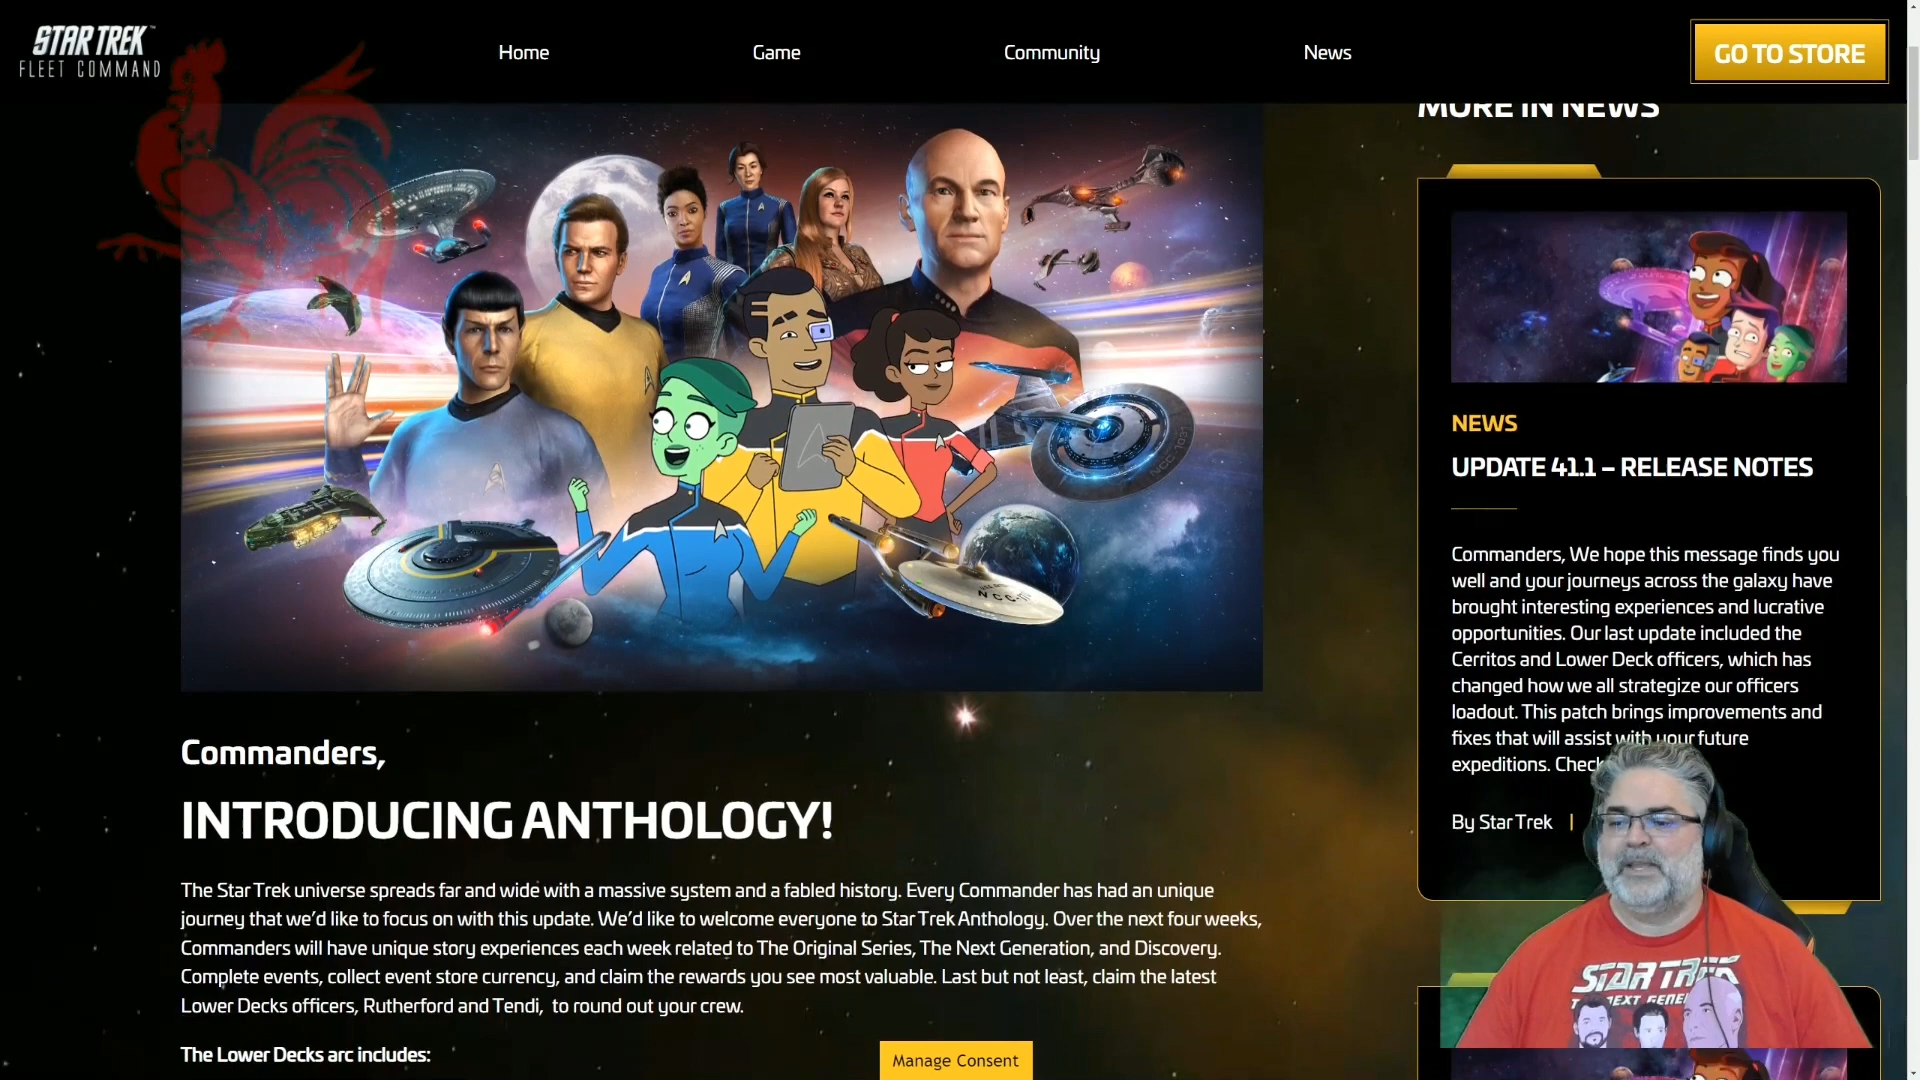 STAR TREK™
FLEET COMMAND
Home
Game
Community
News
GO TO STORE
MORE IN NEWS
NCC-1031
NEWS
UPDATE 41.1 – RELEASE NOTES
Commanders, We hope this message finds you
well and your journeys across the galaxy have
brought interesting experiences and lucrative
opportunities. Our last update included the
Cerritos and Lower Deck officers, which has
changed how we all strategize our officers
loadout. This patch brings improvements and
fixes that will assist with your future
expeditions. Check
By Star Trek |
Commanders,
INTRODUCING ANTHOLOGY!
The Star Trek universe spreads far and wide with a massive system and a fabled history. Every Commander has had an unique
journey that we’d like to focus on with this update. We’d like to welcome everyone to Star Trek Anthology. Over the next four weeks,
Commanders will have unique story experiences each week related to The Original Series, The Next Generation, and Discovery.
Complete events, collect event store currency, and claim the rewards you see most valuable. Last but not least, claim the latest
Lower Decks officers, Rutherford and Tendi, to round out your crew.
The Lower Decks arc includes:
Manage Consent
STAR TREK